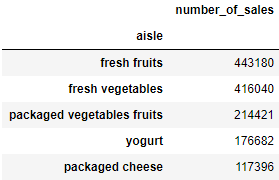 number_of_sales
aisle
fresh fruits 443180
fresh vegetables 416040
packaged vegetables fruits 214421
yogurt 176682
packaged cheese 117396